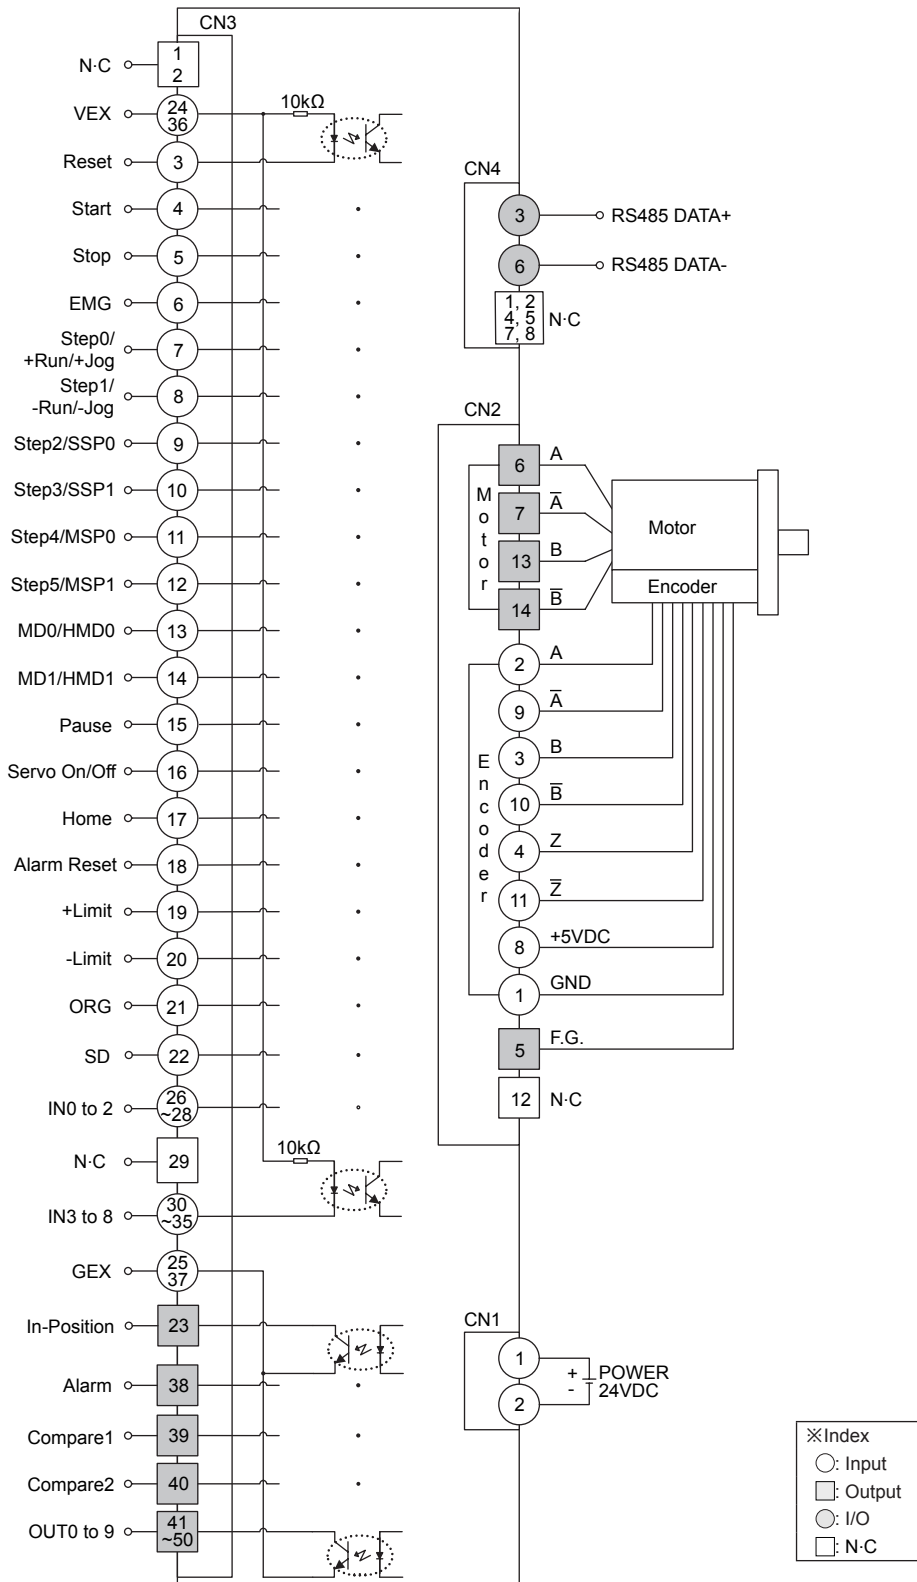 CN3
N·C
1
2
VEX
24
36
10kΩ
Reset
3
Start
4
Stop
5
EMG
6
Step0/
+Run/+Jog
7
Step1/
-Run/-Jog
8
Step2/SSP0
9
Step3/SSP1
10
Step4/MSP0
11
Step5/MSP1
12
MD0/HMD0
13
MD1/HMD1
14
Pause
15
Servo On/Off
16
Home
17
Alarm Reset
18
+Limit
19
-Limit
20
ORG
21
SD
22
IN0 to 2
26
~28
N·C
29
10kΩ
IN3 to 8
30
~35
GEX
25
37
In-Position
23
Alarm
38
Compare1
39
Compare2
40
OUT0 to 9
41
~50
CN4
3
RS485 DATA+
6
RS485 DATA-
1, 2
4, 5
7, 8
N·C
CN2
Motor
6
A
7
A̅
13
B
14
B̅
Motor
Encoder
Encoder
2
A
9
A̅
3
B
10
B̅
4
Z
11
Z̅
8
+5VDC
1
GND
5
F.G.
12
N·C
CN1
1
2
+
-
POWER
24VDC
※Index
: Input
: Output
: I/O
: N·C